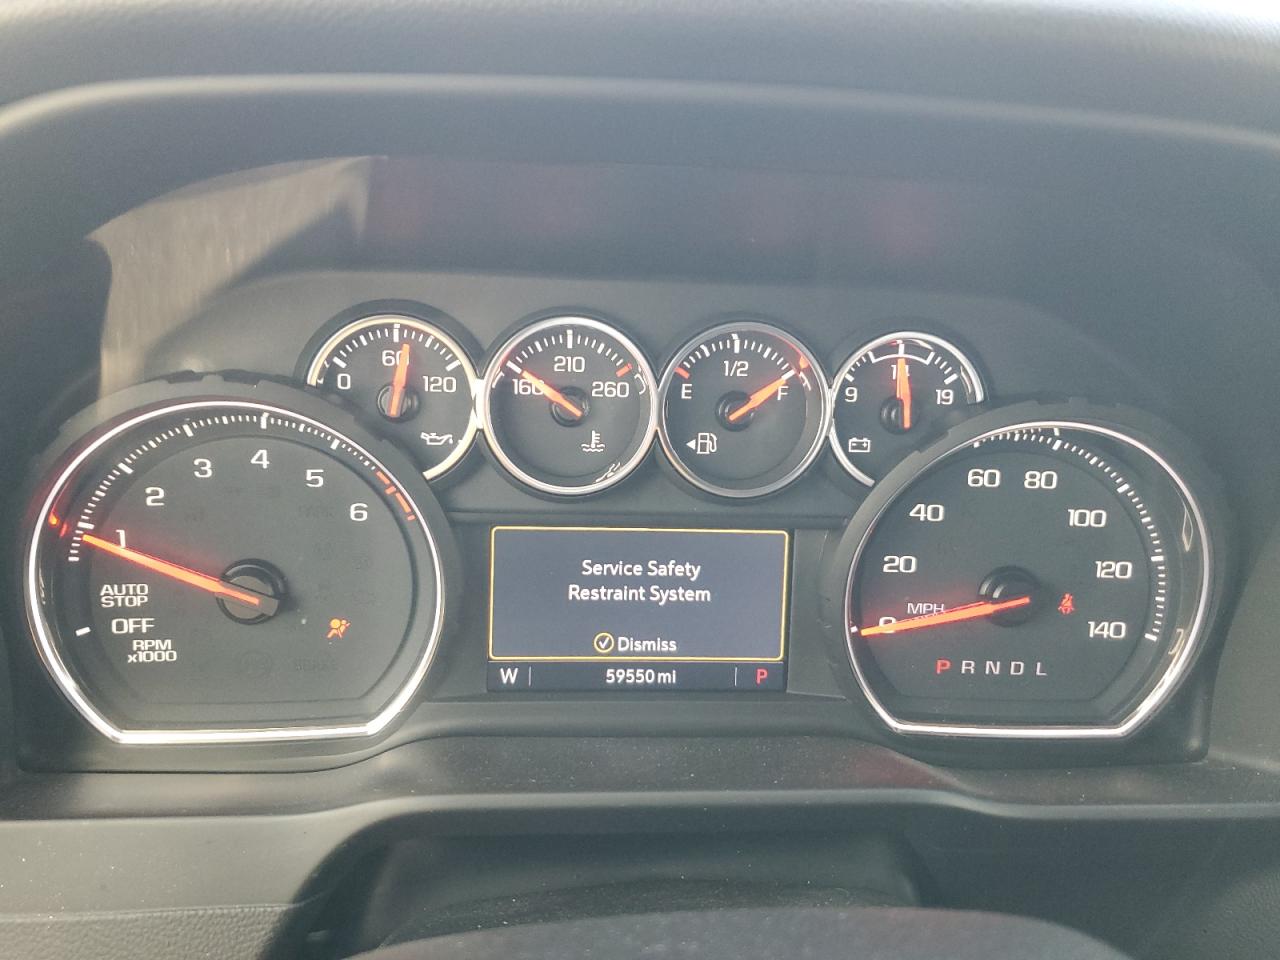 0 60 120
160 210 260
E 1/2 F
9 14 19
1 2 3 4 5 6
AUTO
STOP
OFF
RPM
x1000
Service Safety
Restraint System
Dismiss
W 59550 mi P
0 20 40 60 80 100 120 140
MPH
P R N D L